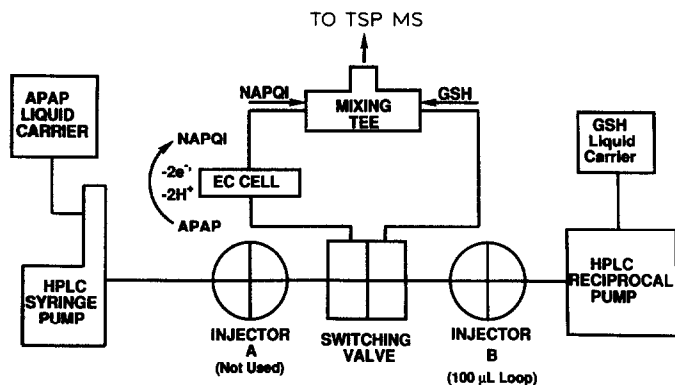 TO TSP MS
APAP
LIQUID
CARRIER
NAPQI
GSH
MIXING
TEE
GSH
Liquid
Carrier
NAPQI
-2e⁻,
-2H⁺
EC CELL
APAP
HPLC
SYRINGE
PUMP
HPLC
RECIPROCAL
PUMP
INJECTOR
A
(Not Used)
SWITCHING
VALVE
INJECTOR
B
(100 µL Loop)